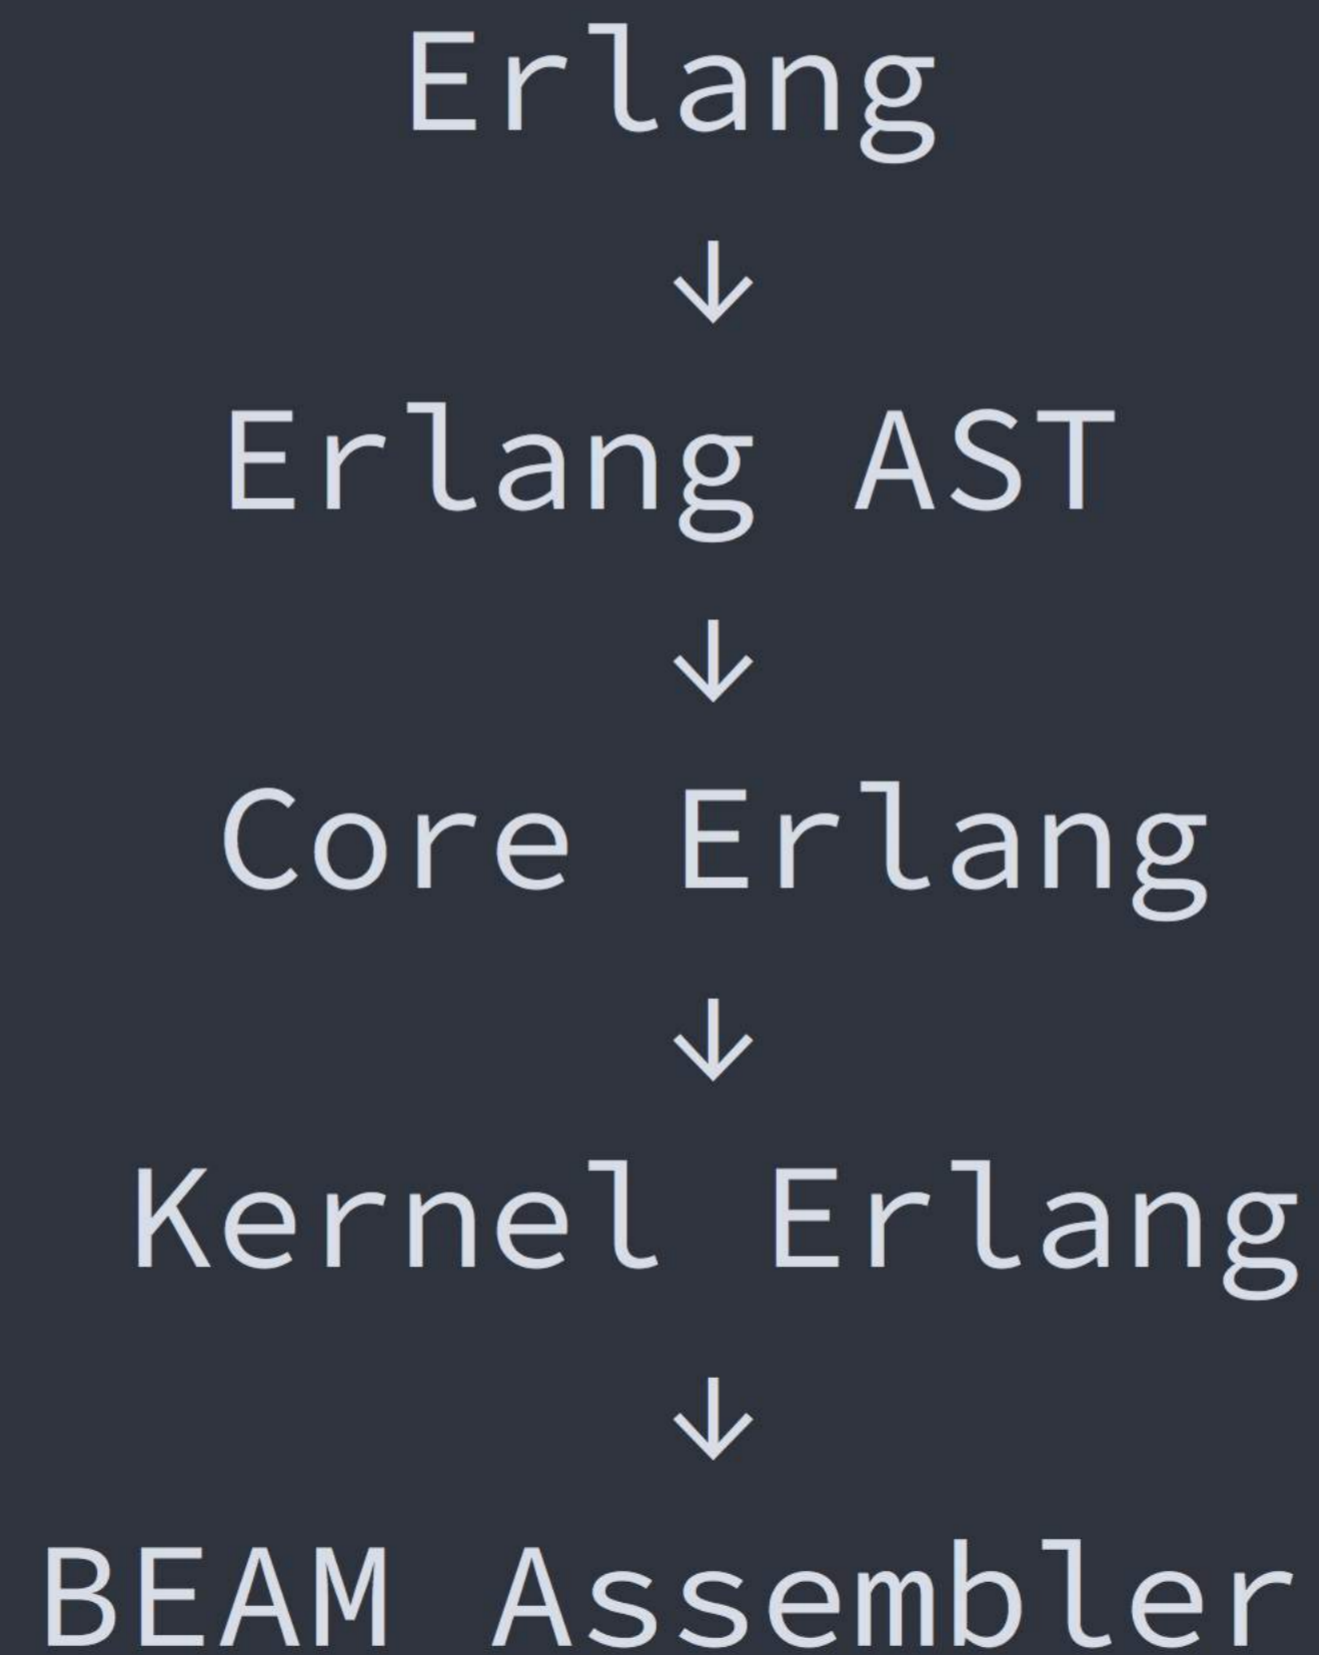 Erlang
↓
Erlang AST
↓
Core Erlang
↓
Kernel Erlang
↓
BEAM Assembler